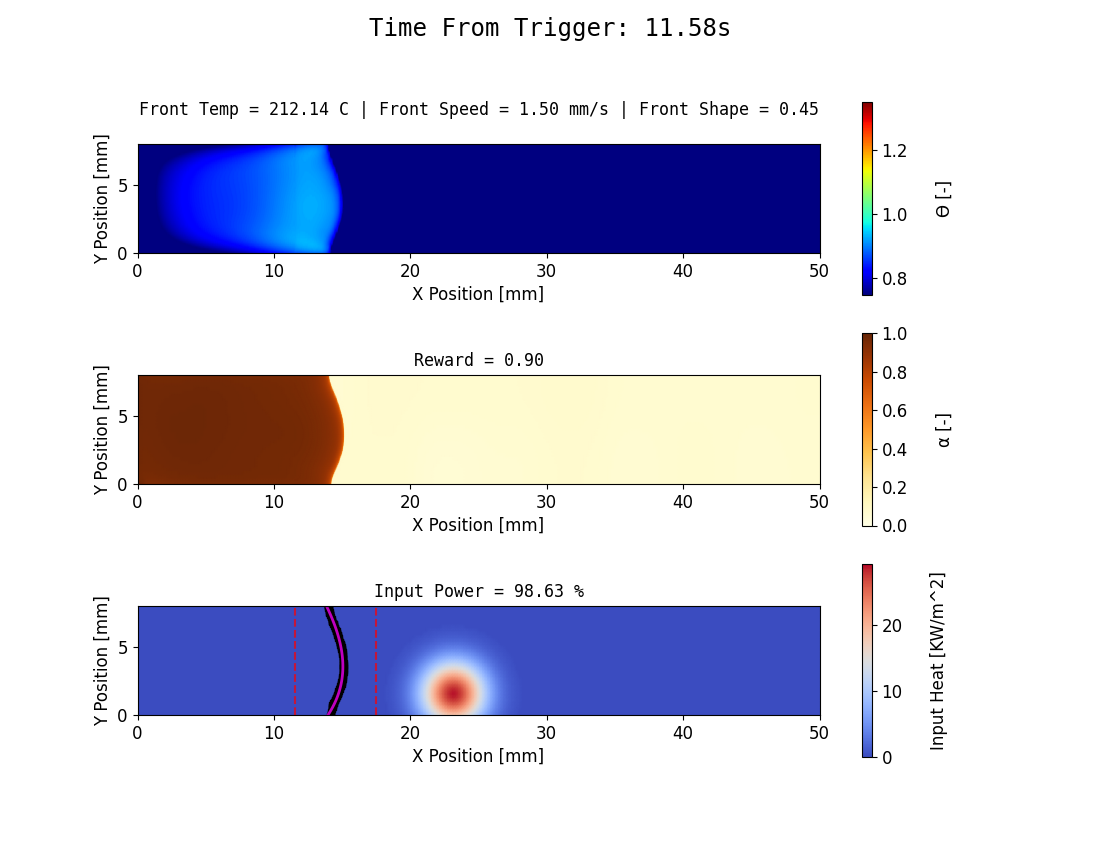 Time From Trigger: 11.58s
Front Temp = 212.14 C | Front Speed = 1.50 mm/s | Front Shape = 0.45
Y Position [mm]
5
0
0 10 20 30 40 50
X Position [mm]
1.2
1.0
0.8
Θ [-]
Reward = 0.90
Y Position [mm]
5
0
0 10 20 30 40 50
X Position [mm]
1.0
0.8
0.6
0.4
0.2
0.0
α [-]
Input Power = 98.63 %
Y Position [mm]
5
0
0 10 20 30 40 50
X Position [mm]
20
10
0
Input Heat [KW/m^2]